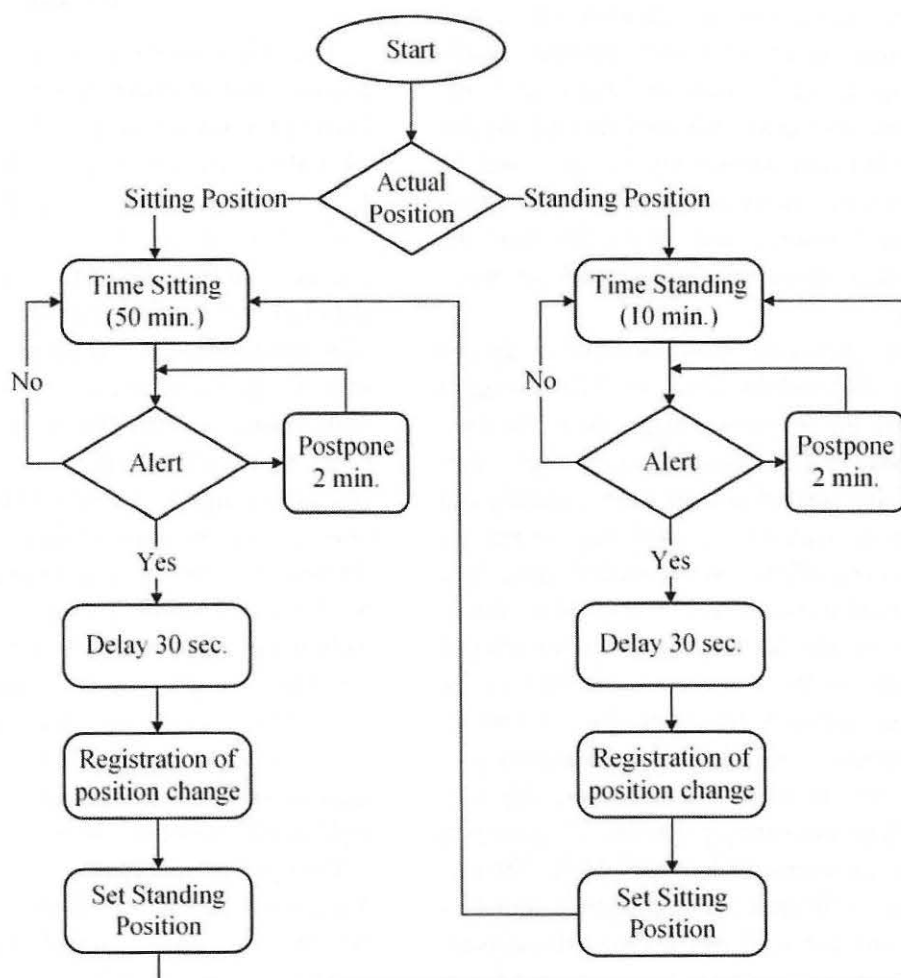 Start
Actual
Position
Sitting Position
Standing Position
Time Sitting
(50 min.)
Time Standing
(10 min.)
No
No
Alert
Postpone
2 min.
Alert
Postpone
2 min.
Yes
Yes
Delay 30 sec.
Delay 30 sec.
Registration of
position change
Registration of
position change
Set Standing
Position
Set Sitting
Position